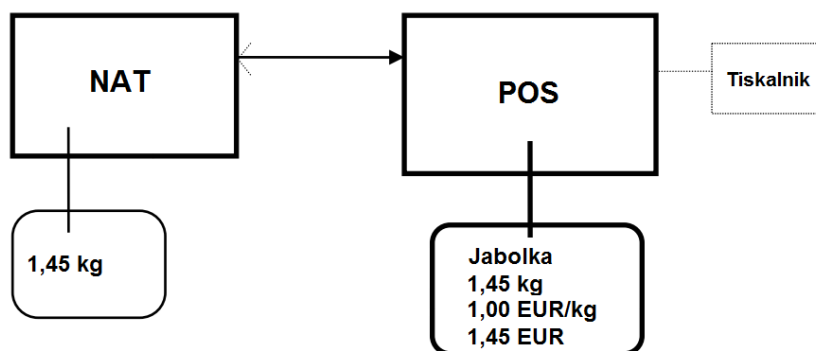 NAT
POS
Tiskalnik
1,45 kg
Jabolka
1,45 kg
1,00 EUR/kg
1,45 EUR